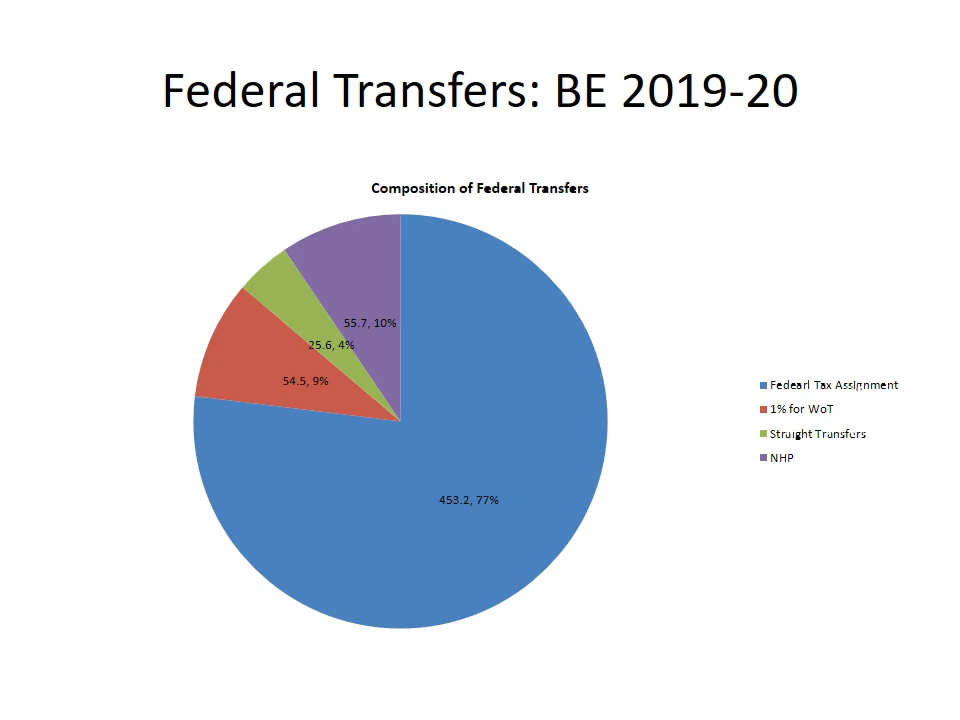 Federal Transfers: BE 2019-20
Composition of Federal Transfers
55.7, 10%
25.6, 4%
54.5, 9%
453.2, 77%
Fedearl Tax Assignment
1% for WoT
Straight Transfers
NHP